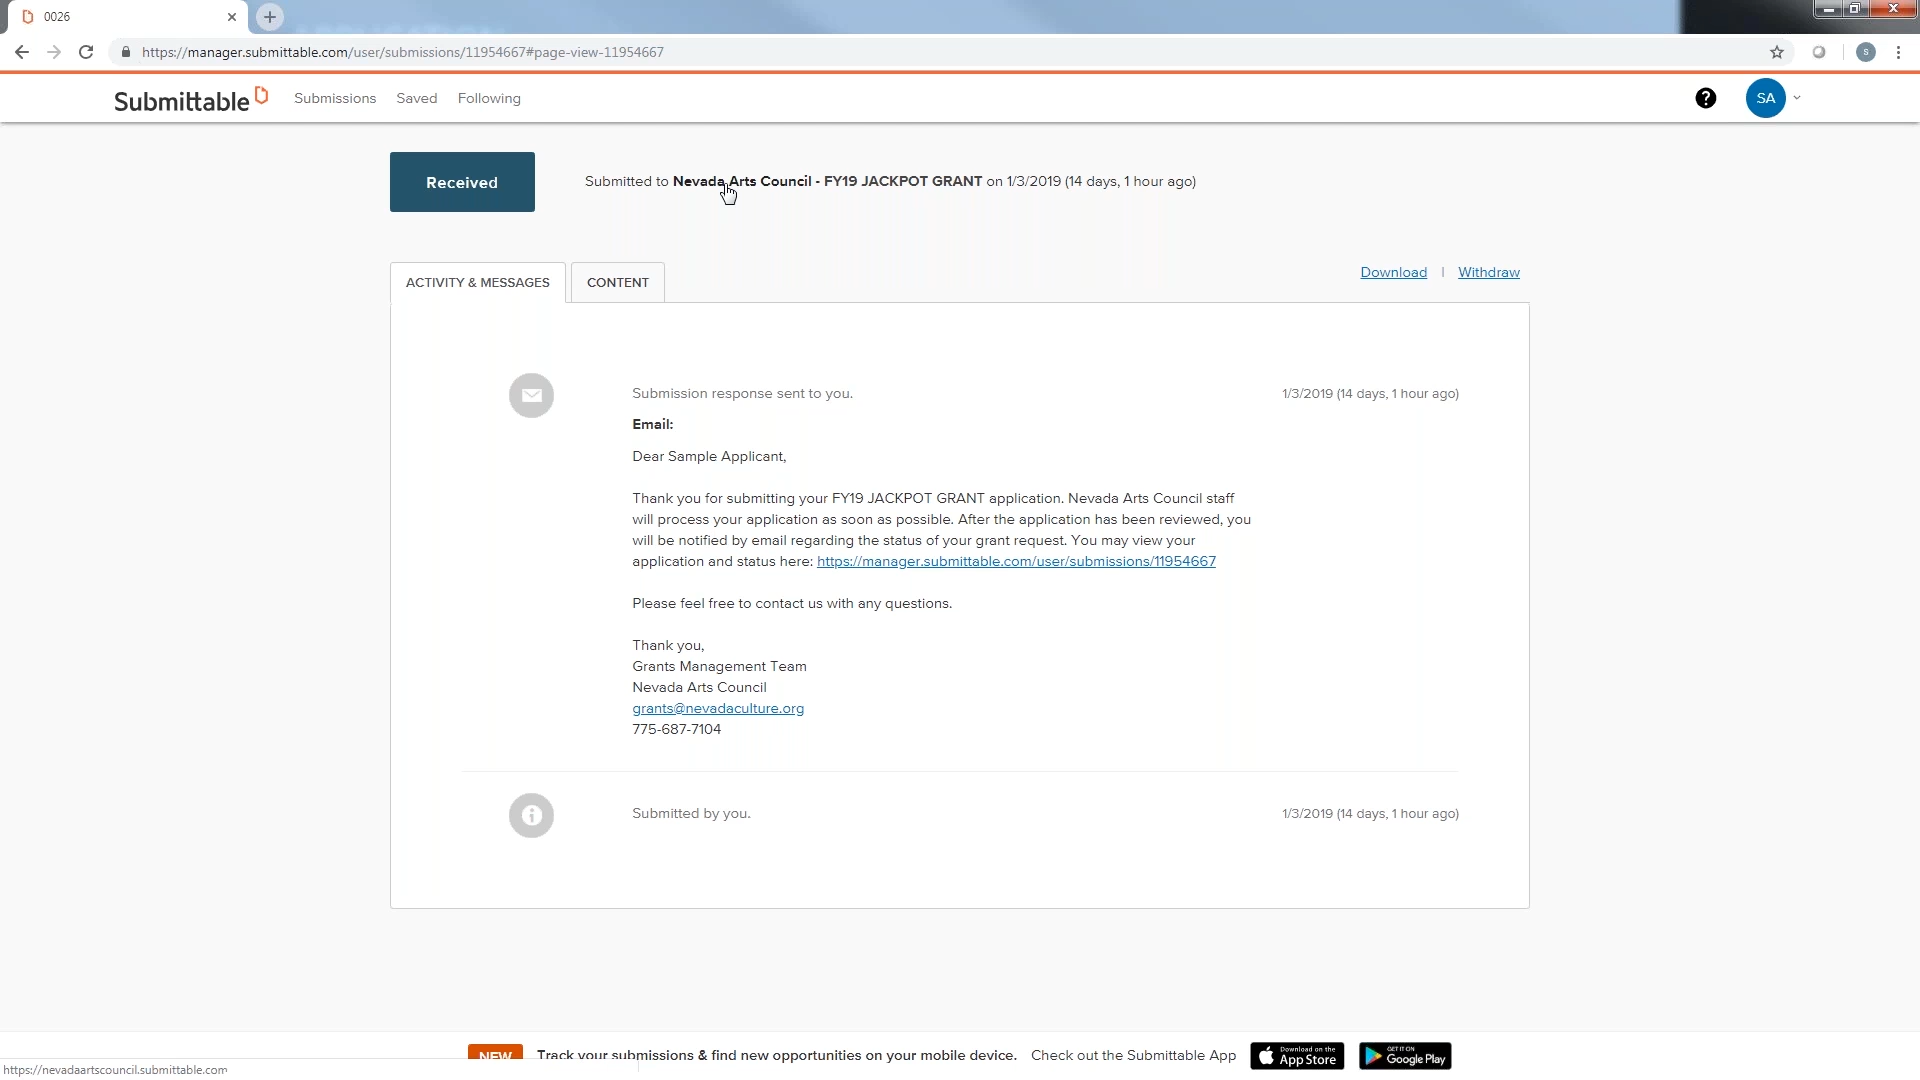 0026
https://manager.submittable.com/user/submissions/11954667#page-view-11954667
S
Submittable
Submissions Saved Following
? SA
Received
Submitted to Nevada Arts Council - FY19 JACKPOT GRANT on 1/3/2019 (14 days, 1 hour ago)
ACTIVITY & MESSAGES CONTENT
Download | Withdraw
Submission response sent to you. 1/3/2019 (14 days, 1 hour ago)
Email:
Dear Sample Applicant,
Thank you for submitting your FY19 JACKPOT GRANT application. Nevada Arts Council staff
will process your application as soon as possible. After the application has been reviewed, you
will be notified by email regarding the status of your grant request. You may view your
application and status here: https://manager.submittable.com/user/submissions/11954667
Please feel free to contact us with any questions.
Thank you,
Grants Management Team
Nevada Arts Council
grants@nevadaculture.org
775-687-7104
Submitted by you. 1/3/2019 (14 days, 1 hour ago)
NEW Track your submissions & find new opportunities on your mobile device. Check out the Submittable App
Download on the App Store
GET IT ON Google Play
https://nevadaartscouncil.submittable.com